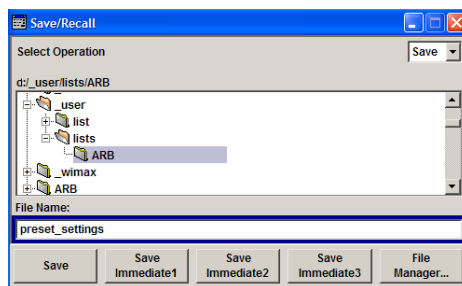 Save/Recall
Select Operation
Save
d:/_user/lists/ARB
_user
list
lists
ARB
_wimax
ARB
File Name:
preset_settings
Save
Save Immediate1
Save Immediate2
Save Immediate3
File Manager...